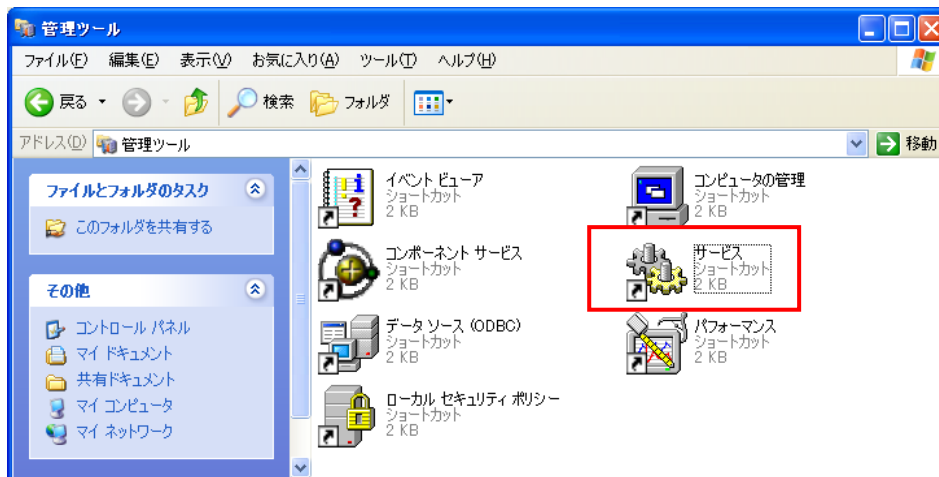 管理ツール
ファイル(F) 編集(E) 表示(V) お気に入り(A) ツール(T) ヘルプ(H)
戻る 検索 フォルダ
アドレス(D) 管理ツール 移動
ファイルとフォルダのタスク
このフォルダを共有する
その他
コントロール パネル
マイ ドキュメント
共有ドキュメント
マイ コンピュータ
マイ ネットワーク
イベント ビューア
ショートカット
2 KB
コンピュータの管理
ショートカット
2 KB
コンポーネント サービス
ショートカット
2 KB
サービス
ショートカット
2 KB
データ ソース (ODBC)
ショートカット
2 KB
パフォーマンス
ショートカット
2 KB
ローカル セキュリティ ポリシー
ショートカット
2 KB